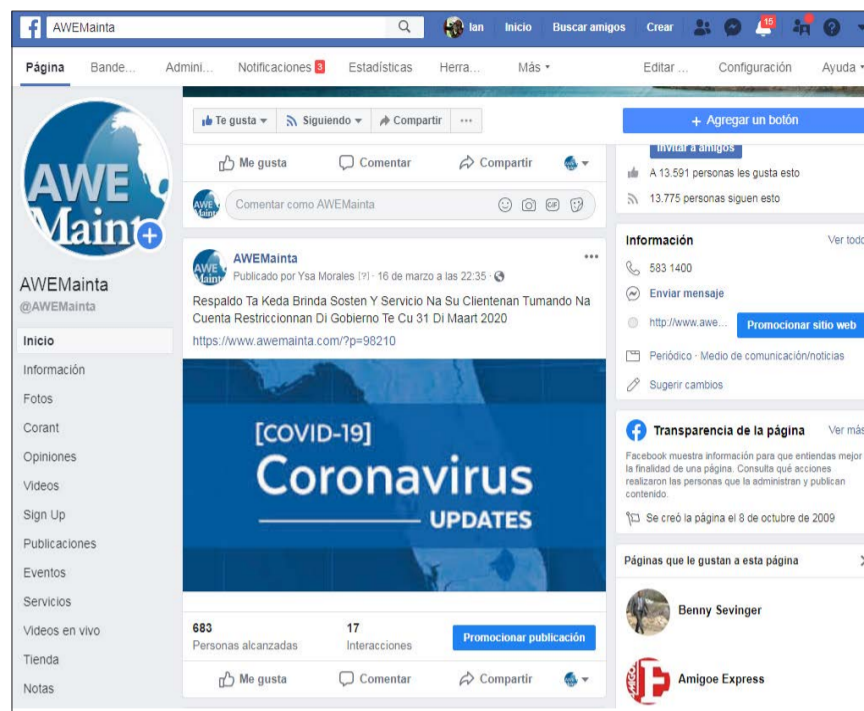 AWEMainta
Ian
Inicio
Buscar amigos
Crear
15
Página
Bande...
Admini...
Notificaciones 3
Estadísticas
Herra...
Más
Editar ...
Configuración
Ayuda
AWE
Mainta
AWEMainta
@AWEMainta
Inicio
Información
Fotos
Corant
Opiniones
Videos
Sign Up
Publicaciones
Eventos
Servicios
Videos en vivo
Tienda
Notas
Te gusta
Siguiendo
Compartir
Me gusta
Comentar
Compartir
Comentar como AWEMainta
GIF
AWEMainta
Publicado por Ysa Morales [?] · 16 de marzo a las 22:35 ·
Respaldo Ta Keda Brinda Sosten Y Servicio Na Su Clientenan Tumando Na
Cuenta Restriccionnan Di Gobierno Te Cu 31 Di Maart 2020
https://www.awemainta.com/?p=98210
[COVID-19]
Coronavirus
UPDATES
683
Personas alcanzadas
17
Interacciones
Promocionar publicación
Me gusta
Comentar
Compartir
+ Agregar un botón
Invitar a amigos
A 13.591 personas les gusta esto
13.775 personas siguen esto
Información
Ver todo
583 1400
Enviar mensaje
http://www.awe...
Promocionar sitio web
Periódico · Medio de comunicación/noticias
Sugerir cambios
Transparencia de la página
Ver más
Facebook muestra información para que entiendas mejor
la finalidad de una página. Consulta qué acciones
realizaron las personas que la administran y publican
contenido.
Se creó la página el 8 de octubre de 2009
Páginas que le gustan a esta página
Benny Sevinger
Amigoe Express